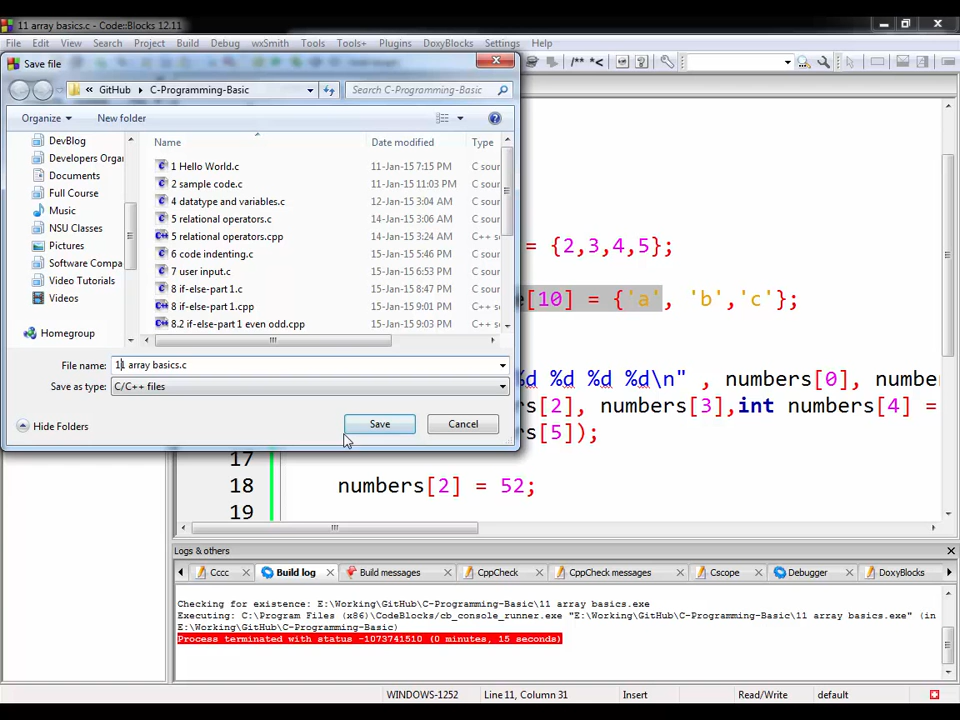 11 array basics.c - Code::Blocks 12.11
File Edit View Search Project Build Debug wxSmith Tools Tools+ Plugins DoxyBlocks Settings Help
Save file
/** *<
« GitHub C-Programming-Basic Search C-Programming-Basic
Organize New folder
Name Date modified Type
DevBlog
Developers Orga
Documents
Full Course
Music
NSU Classes
Pictures
Software Compa
Video Tutorials
Videos
Homegroup
1 Hello World.c 11-Jan-15 7:15 PM C sour
2 sample code.c 11-Jan-15 11:03 PM C sour
4 datatype and variables.c 12-Jan-15 3:04 AM C sour
5 relational operators.c 14-Jan-15 3:06 AM C sour
5 relational operators.cpp 14-Jan-15 3:24 AM C++ s
6 code indenting.c 15-Jan-15 5:46 PM C sour
7 user input.c 15-Jan-15 6:53 PM C sour
8 if-else-part 1.c 15-Jan-15 8:47 PM C sour
8 if-else-part 1.cpp 15-Jan-15 9:01 PM C++ s
8.2 if-else-part 1 even odd.cpp 15-Jan-15 9:03 PM C++ s
File name: 11 array basics.c
Save as type: C/C++ files
Hide Folders Save Cancel
= {2,3,4,5};
e[10] = {'a', 'b','c'};
%d %d %d %d\n" , numbers[0], numbe
s[2], numbers[3],int numbers[4] =
s[5]);
17
18 numbers[2] = 52;
19
Logs & others
Cccc Build log Build messages CppCheck CppCheck messages Cscope Debugger DoxyBlocks
Checking for existence: E:\Working\GitHub\C-Programming-Basic\11 array basics.exe
Executing: C:\Program Files (x86)\CodeBlocks/cb_console_runner.exe "E:\Working\GitHub\C-Programming-Basic\11 array basics.exe" (in
E:\Working\GitHub\C-Programming-Basic)
Process terminated with status -1073741510 (0 minutes, 15 seconds)
WINDOWS-1252 Line 11, Column 31 Insert Read/Write default